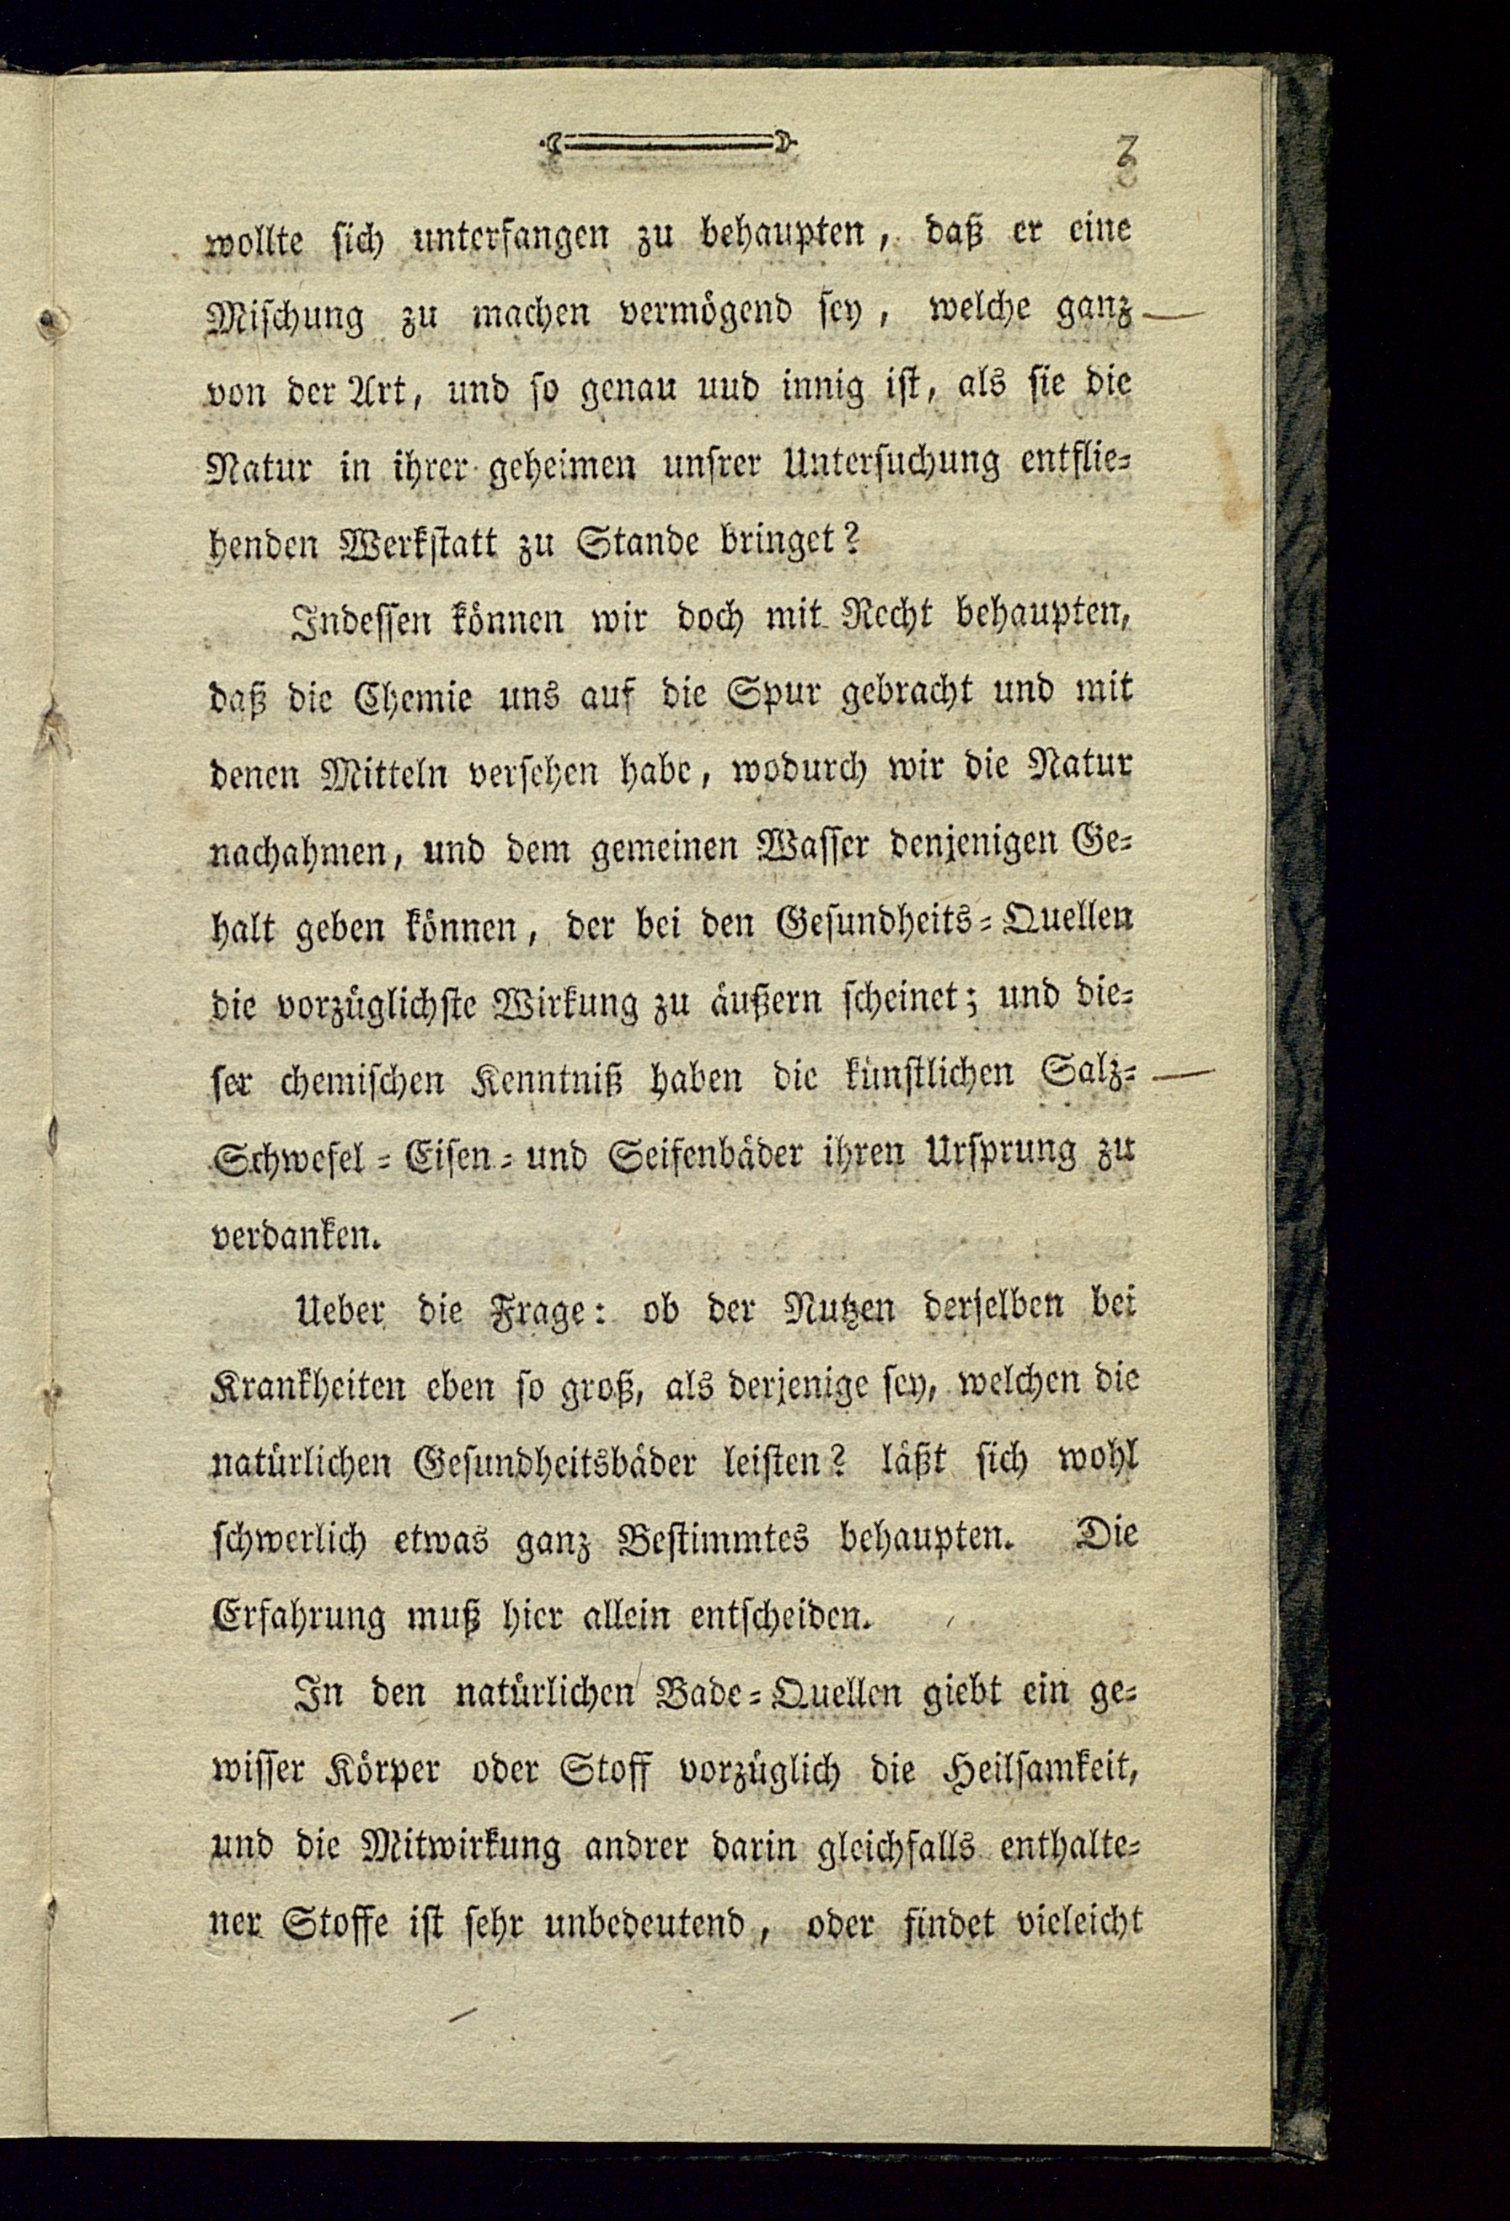 3
wollte sich unterfangen zu behaupten, daß er eine
Mischung zu machen vermögend sey, welche ganz
von der Art, und so genau uud innig ist, als sie die
Natur in ihrer geheimen unsrer Untersuchung entflie=
henden Werkstatt zu Stande bringet?
Indessen können wir doch mit Recht behaupten,
daß die Chemie uns auf die Spur gebracht und mit
denen Mitteln versehen habe, wodurch wir die Natur
nachahmen, und dem gemeinen Wasser denjenigen Ge=
halt geben können, der bei den Gesundheits=Quellen
die vorzüglichste Wirkung zu äußern scheinet; und die=
ser chemischen Kenntniß haben die künstlichen Salz=
Schwefel=Eisen=und Seifenbäder ihren Ursprung zu
verdanken.
Ueber die Frage: ob der Nutzen derselben bei
Krankheiten eben so groß, als derjenige sey, welchen die
natürlichen Gesundheitsbäder leisten? läßt sich wohl
schwerlich etwas ganz Bestimmtes behaupten. Die
Erfahrung muß hier allein entscheiden.
In den natürlichen Bade=Quellen giebt ein ge=
wisser Körper oder Stoff vorzüglich die Heilsamkeit,
und die Mitwirkung andrer darin gleichfalls enthalte=
ner Stoffe ist sehr unbedeutend, oder findet vieleicht